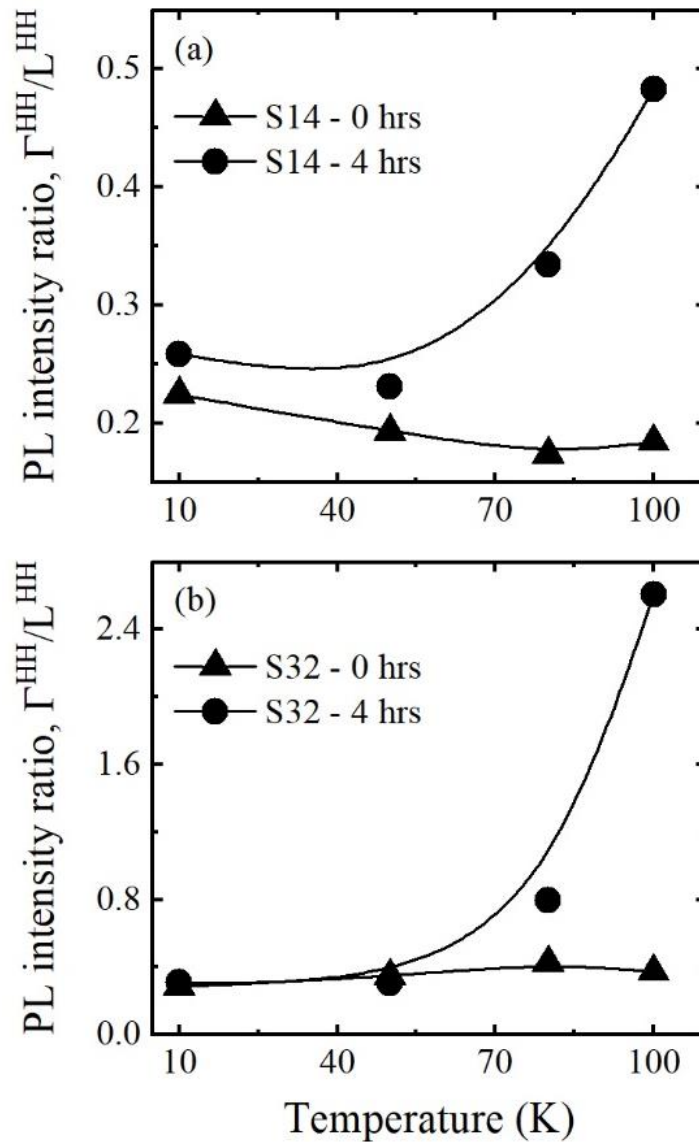 (a)
S14 - 0 hrs
S14 - 4 hrs
PL intensity ratio, Γ^HH/L^HH
0.5
0.4
0.3
0.2
10 40 70 100
(b)
S32 - 0 hrs
S32 - 4 hrs
PL intensity ratio, Γ^HH/L^HH
2.4
1.6
0.8
0.0
10 40 70 100
Temperature (K)